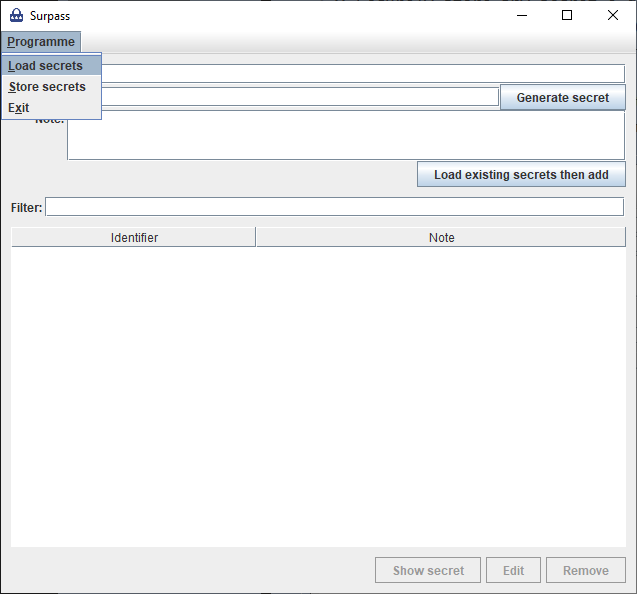 Surpass
Programme
Load secrets
Store secrets
Exit
Generate secret
Note:
Load existing secrets then add
Filter:
Identifier Note
Show secret Edit Remove